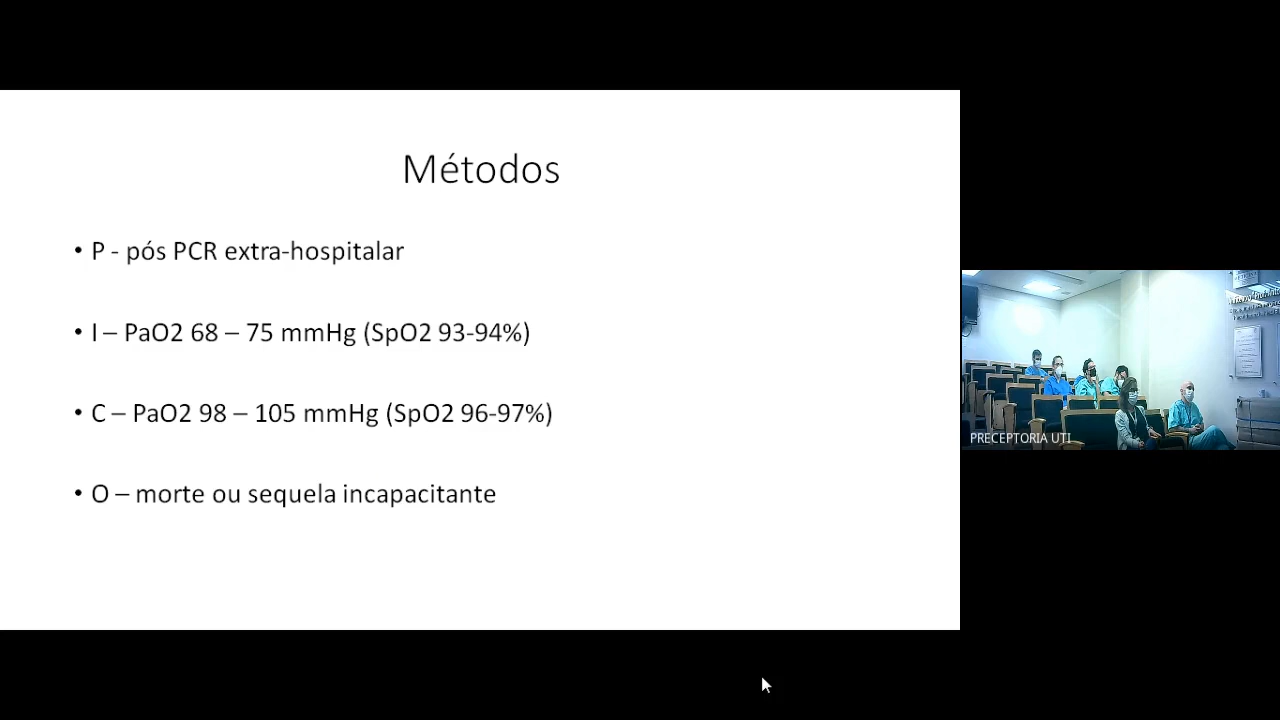 Métodos
• P - pós PCR extra-hospitalar
• I – PaO2 68 – 75 mmHg (SpO2 93-94%)
• C – PaO2 98 – 105 mmHg (SpO2 96-97%)
• O – morte ou sequela incapacitante
PRECEPTORIA UTI